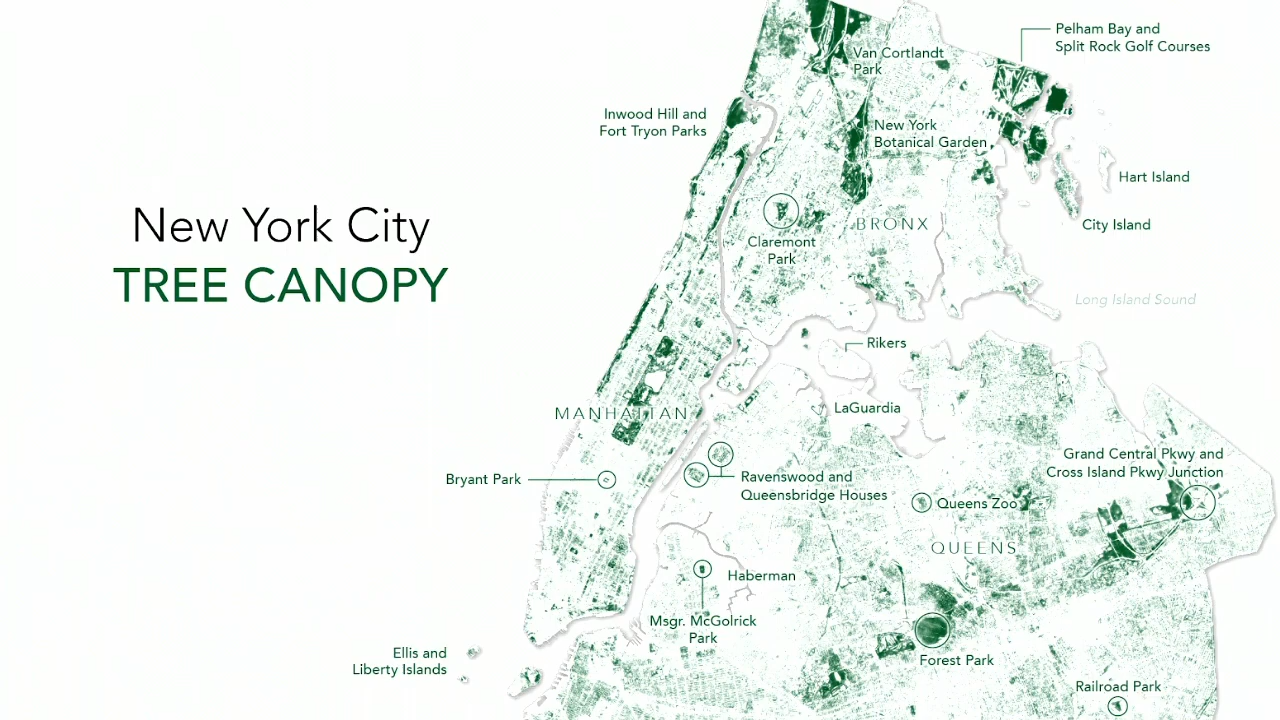 New York City
TREE CANOPY
Pelham Bay and
Split Rock Golf Courses
Van Cortlandt
Park
Inwood Hill and
Fort Tryon Parks
New York
Botanical Garden
Hart Island
City Island
BRONX
Claremont
Park
Long Island Sound
Rikers
MANHATTAN
LaGuardia
Grand Central Pkwy and
Cross Island Pkwy Junction
Bryant Park
Ravenswood and
Queensbridge Houses
Queens Zoo
QUEENS
Haberman
Msgr. McGolrick
Park
Ellis and
Liberty Islands
Forest Park
Railroad Park